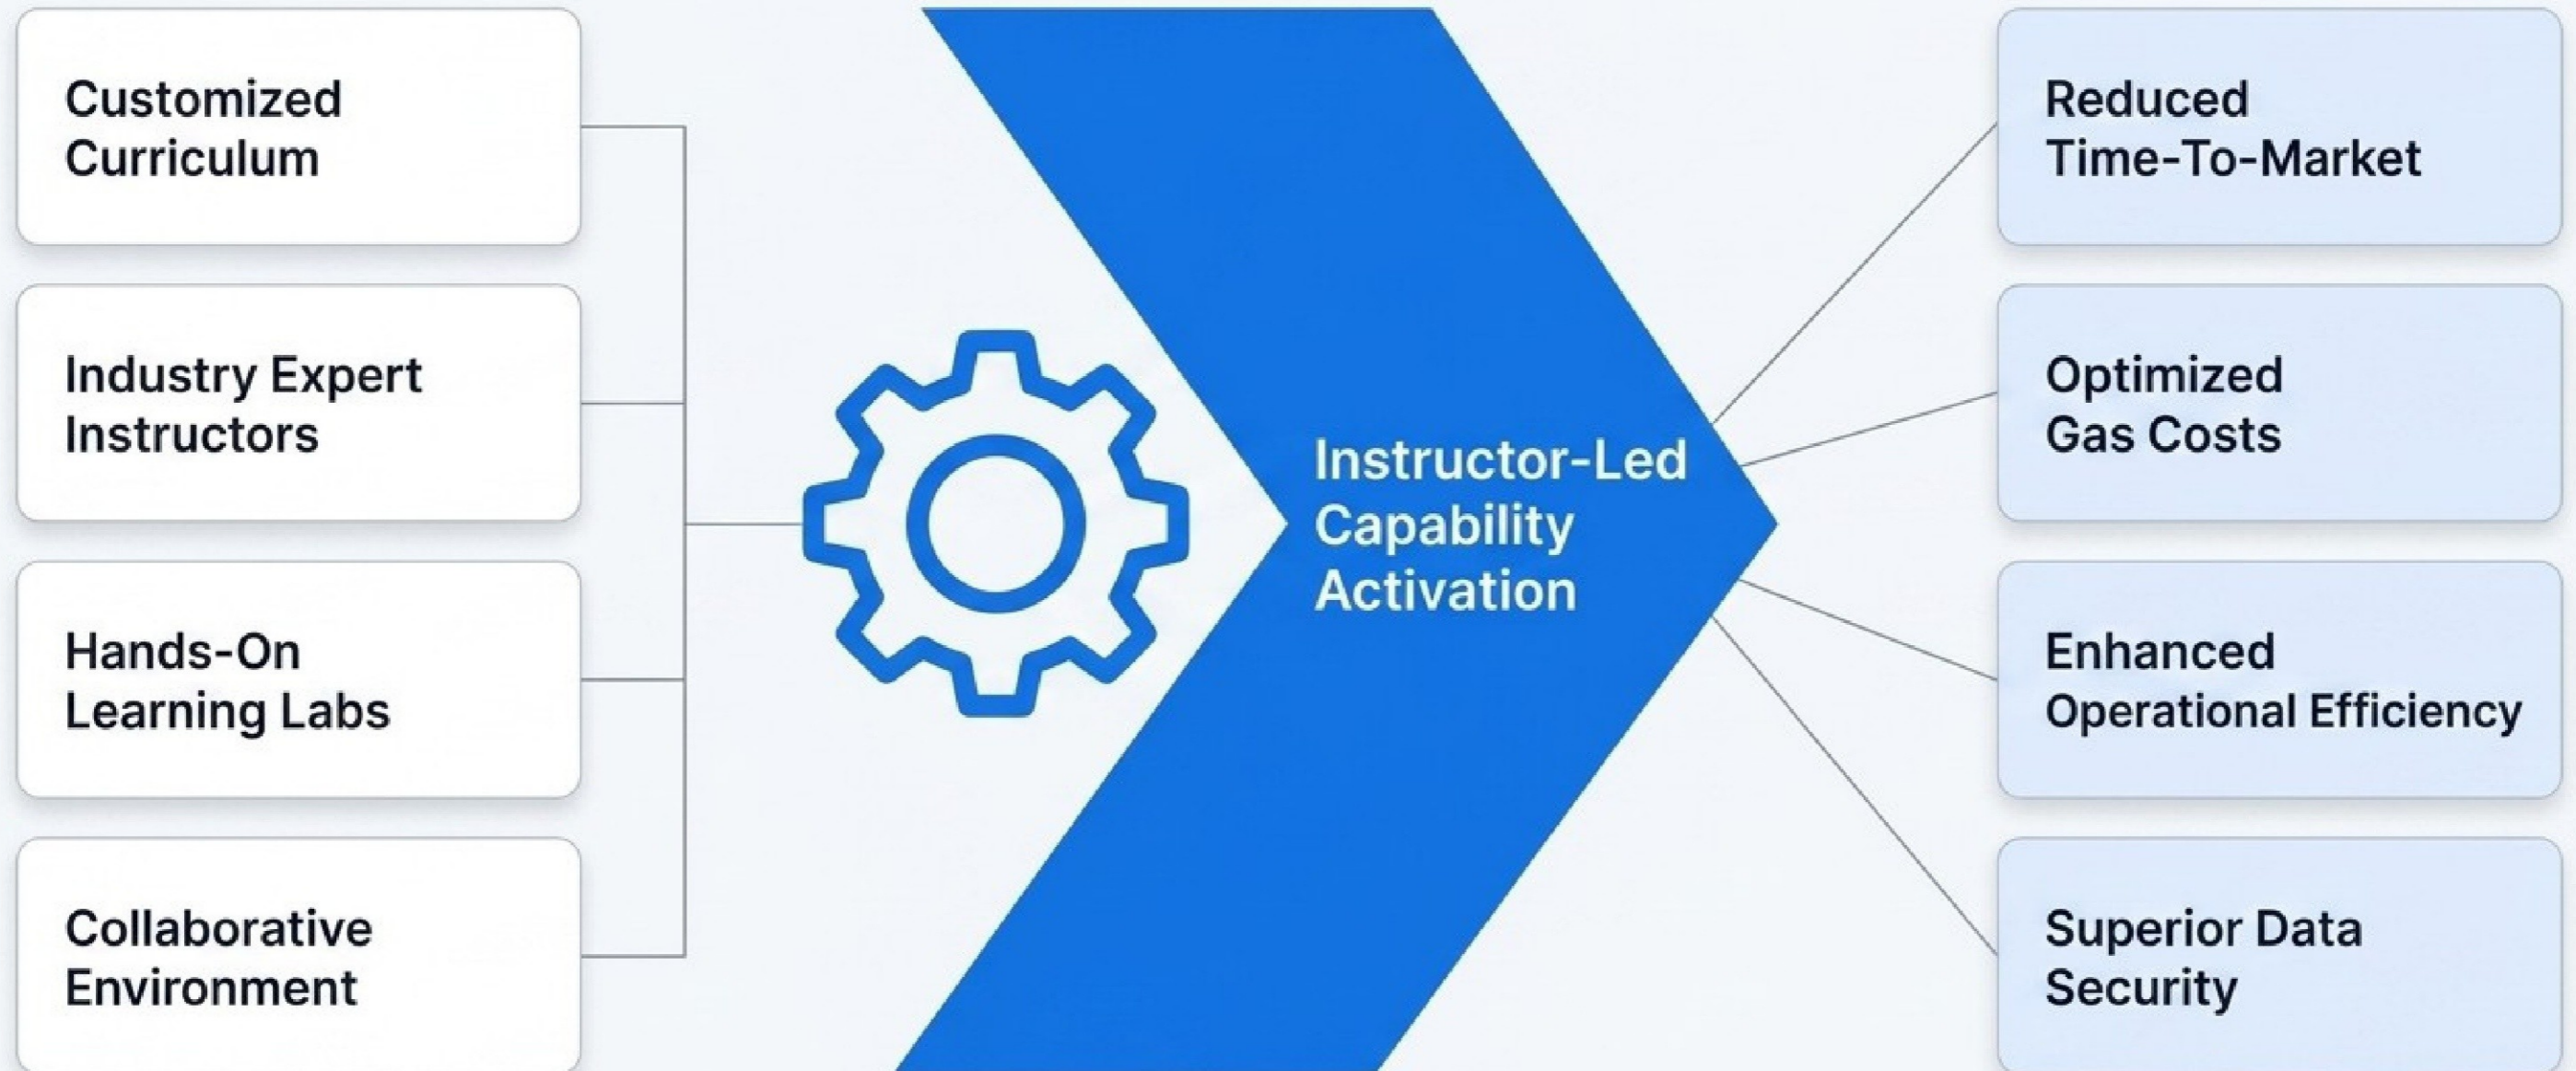 Customized
Curriculum
Industry Expert
Instructors
Hands-On
Learning Labs
Collaborative
Environment
Instructor-Led
Capability
Activation
Reduced
Time-To-Market
Optimized
Gas Costs
Enhanced
Operational Efficiency
Superior Data
Security